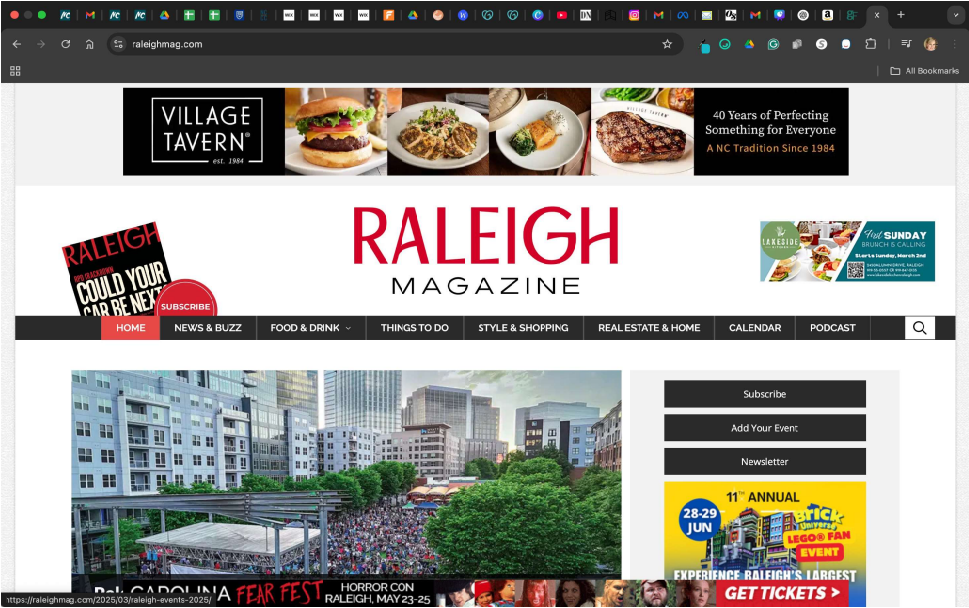 raleighmag.com
All Bookmarks
VILLAGE
TAVERN®
est. 1984
40 Years of Perfecting
Something for Everyone
A NC Tradition Since 1984
RALEIGH
MAGAZINE
RALEIGH
COULD YOUR
CAR BE NEXT
SUBSCRIBE
LAKESIDE
First SUNDAY
BRUNCH & CALLING
Starts Sunday, March 2nd
HOME
NEWS & BUZZ
FOOD & DRINK
THINGS TO DO
STYLE & SHOPPING
REAL ESTATE & HOME
CALENDAR
PODCAST
Subscribe
Add Your Event
Newsletter
11TH ANNUAL
28-29
JUN
BRICK
Universe
LEGO® FAN
EVENT
EXPERIENCE RALEIGH'S LARGEST
GET TICKETS >
CAROLINA
FEAR FEST
HORROR CON
RALEIGH, MAY 23-25
https://raleighmag.com/2025/03/raleigh-events-2025/